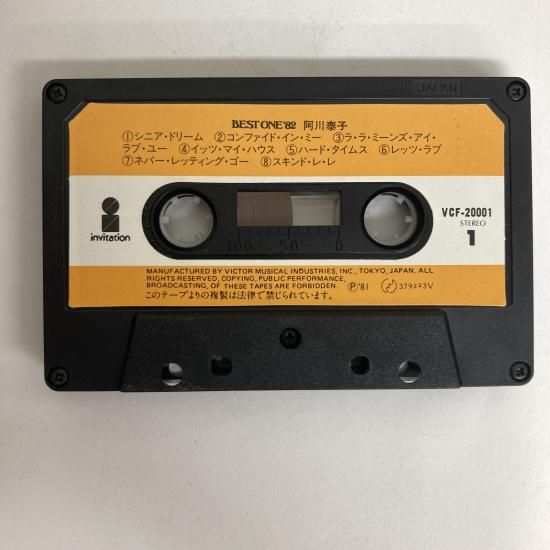 JAPAN
BEST ONE '82 阿川泰子
①シニア・ドリーム ②コンファイド・イン・ミー ③ラ・ラ・ミーンズ・アイ・
ラブ・ユー ④イッツ・マイ・ハウス ⑤ハード・タイムス ⑥レッツ・ラブ
⑦ネバー・レッティング・ゴー ⑧スキンド・レ・レ
invitation
100 50 0
VCF-20001
STEREO
1
MANUFACTURED BY VICTOR MUSICAL INDUSTRIES, INC., TOKYO, JAPAN. ALL
RIGHTS RESERVED, COPYING, PUBLIC PERFORMANCE,
BROADCASTING, OF THESE TAPES ARE FORBIDDEN. Ⓟ'81 379223V
このテープよりの複製は法律で禁じられています。